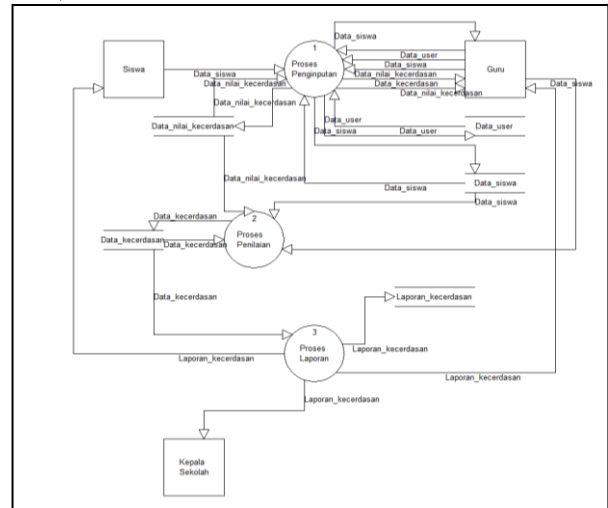 Data_siswa
1
Siswa
Proses
Penginputan
Guru
Data_user
Data_siswa
Data_siswa
Data_nilai_kecerdasan
Data_siswa
Data_nilai_kecerdasan
Data_kecerdasan
Data_nilai_kecerdasan
Data_nilai_kecerdasan
Data_user
Data_nilai_kecerdasan
Data_siswa
Data_user
Data_user
Data_nilai_kecerdasan
Data_siswa
Data_siswa
Data_siswa
Data_kecerdasan
2
Proses
Penilaian
Data_kecerdasan
Data_kecerdasan
Data_kecerdasan
Laporan_kecerdasan
3
Proses
Laporan
Laporan_kecerdasan
Laporan_kecerdasan
Laporan_kecerdasan
Laporan_kecerdasan
Kepala
Sekolah